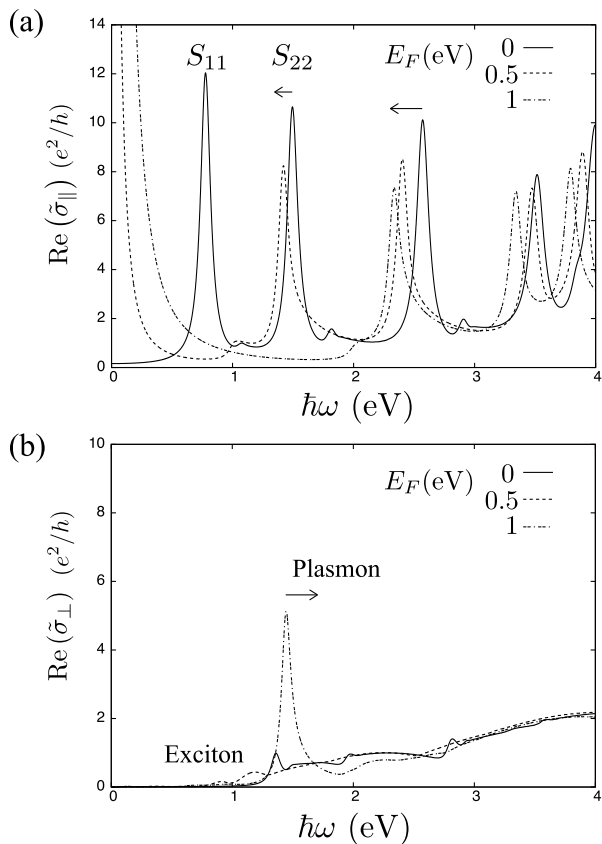 (a)
S₁₁ S₂₂ E_F(eV) 0
0.5
1
Re(σ̃∥) (e²/h)
14
12
10
8
6
4
2
0
0 1 2 3 4
ħω (eV)
(b)
E_F(eV) 0
0.5
1
Plasmon
Exciton
Re(σ̃⊥) (e²/h)
10
8
6
4
2
0
0 1 2 3 4
ħω (eV)